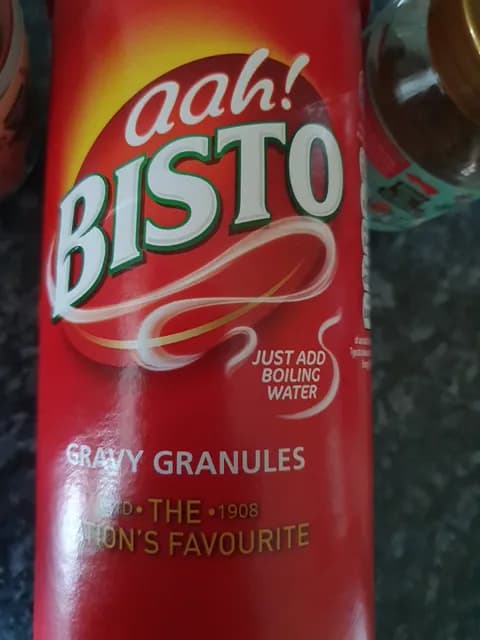 aah!
BISTO
JUST ADD
BOILING
WATER
GRAVY GRANULES
THE • 1908
FAVOURITE